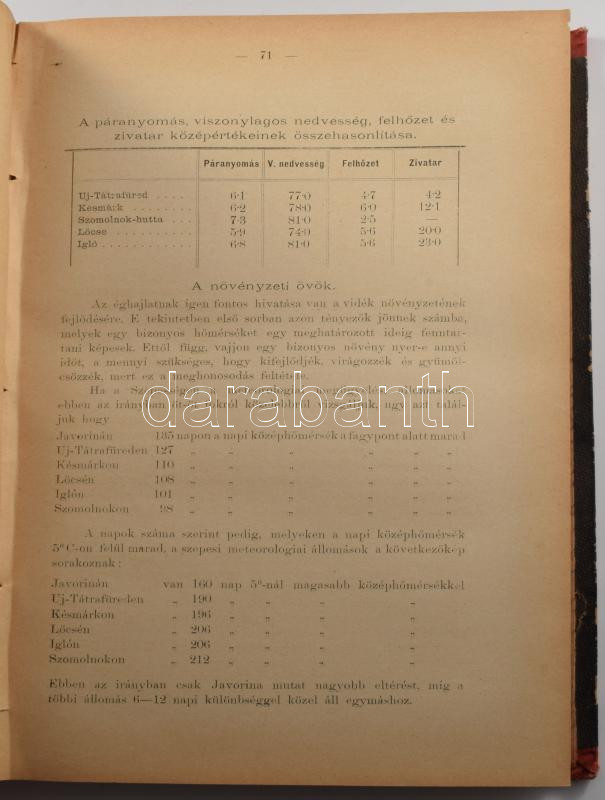 — 71 —
A páranyomás, viszonylagos nedvesség, felhőzet és
zivatar középértékeinek összehasonlítása.
Páranyomás V. nedvesség Felhőzet Zivatar
Uj-Tátrafüred . . . . 6·1 77·0 4·7 4·2
Késmárk . . . . . . . . 6·2 78·0 6·0 12·1
Szomolnok-hutta . . . 7·3 81·0 2·5 —
Lőcse . . . . . . . . . . 5·9 74·0 5·6 20·0
Igló . . . . . . . . . . . . 6·8 81·0 5·6 23·0
A növényzeti övök.
Az éghajlatnak igen fontos hivatása van a vidék növényzetének
fejlődésére. E tekintetben első sorban azon tényezők jönnek számba,
melyek egy bizonyos hőmérséket egy meghatározott ideig fenntar-
tani képesek. Ettől függ, vajjon egy bizonyos növény nyer-e annyi
időt, a mennyi szükséges, hogy kifejlődjék, virágozzék és gyümöl-
csözzék, mert ez a meghonosodás feltétele.
Ha a
ebben az irányban
juk hogy
darabanth
Javorinán 185 napon a napi középhőmérsék a fagypont alatt marad
Uj-Tátrafüreden 127 „ „ „ „ „
Késmárkon 110 „ „ „ „ „
Lőcsén 108 „ „ „ „ „
Iglón 101 „ „ „ „ „
Szomolnokon 98 „ „ „ „ „
A napok száma szerint pedig, melyeken a napi középhőmérsék
5° C-on felül marad, a szepesi meteorologiai állomások a következőkép
sorakoznak :
Javorinán van 160 nap 5°-nál magasabb középhőmérsékkel
Uj-Tátrafüreden „ 190 „ „ „ „
Késmárkon „ 196 „ „ „ „
Lőcsén „ 206 „ „ „ „
Iglón „ 206 „ „ „ „
Szomolnokon „ 212 „ „ „ „
Ebben az irányban csak Javorina mutat nagyobb eltérést, míg a
többi állomás 6—12 napi különbséggel közel áll egymáshoz.